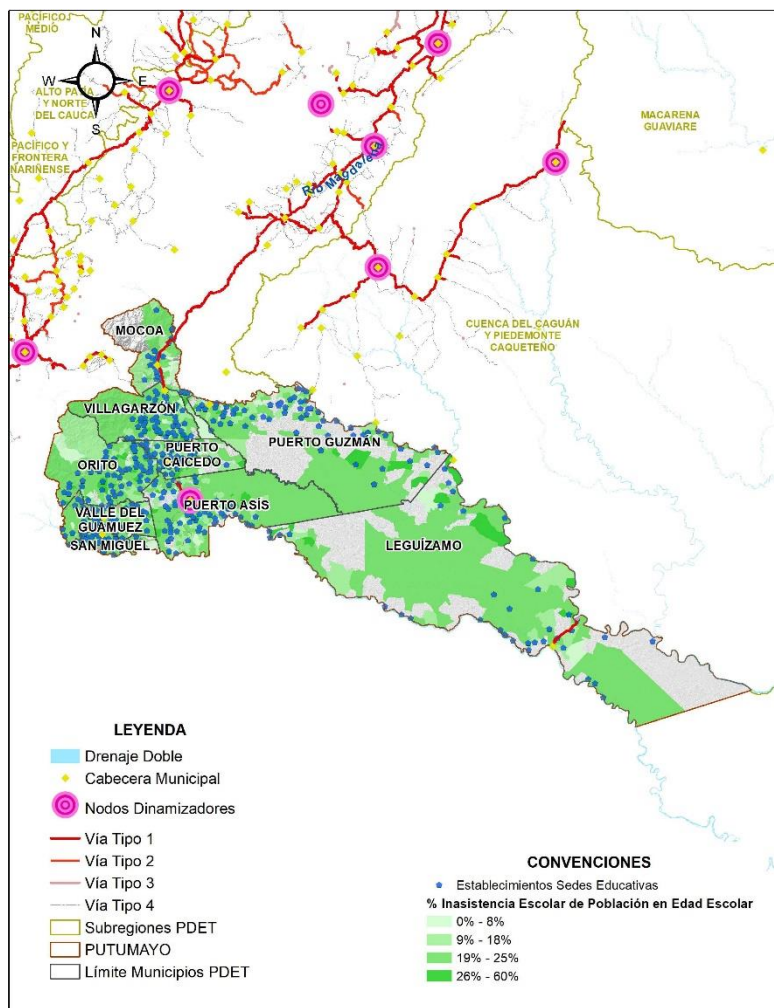 PACÍFICO
MEDIO
N
W
E
S
ALTO PATÍA
Y NORTE
DEL CAUCA
PACÍFICO Y
FRONTERA
NARIÑENSE
MACARENA
GUAVIARE
Río Magdalena
CUENCA DEL CAGUÁN
Y PIEDEMONTE
CAQUETEÑO
MOCOA
VILLAGARZÓN
PUERTO GUZMÁN
PUERTO
CAICEDO
ORITO
PUERTO ASÍS
VALLE DEL
GUAMUEZ
SAN MIGUEL
LEGUÍZAMO
LEYENDA
Drenaje Doble
Cabecera Municipal
Nodos Dinamizadores
Vía Tipo 1
Vía Tipo 2
Vía Tipo 3
Vía Tipo 4
Subregiones PDET
PUTUMAYO
Límite Municipios PDET
CONVENCIONES
Establecimientos Sedes Educativas
% Inasistencia Escolar de Población en Edad Escolar
0% - 8%
9% - 18%
19% - 25%
26% - 60%